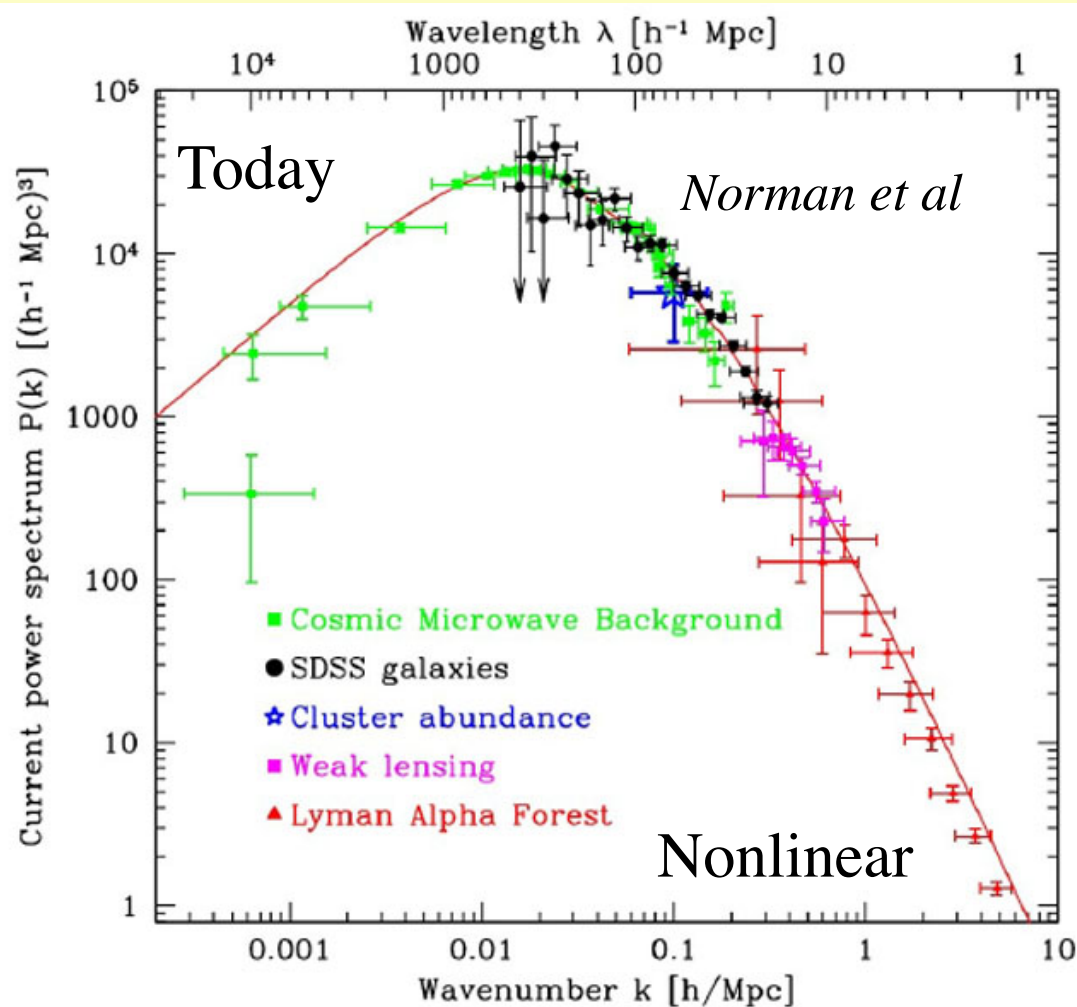 Wavelength λ [h⁻¹ Mpc]
10⁴ 1000 100 10 1
10⁵
Today
Norman et al
10⁴
1000
100
10
1
Current power spectrum P(k) [(h⁻¹ Mpc)³]
Cosmic Microwave Background
SDSS galaxies
Cluster abundance
Weak lensing
Lyman Alpha Forest
Nonlinear
0.001 0.01 0.1 1 10
Wavenumber k [h/Mpc]